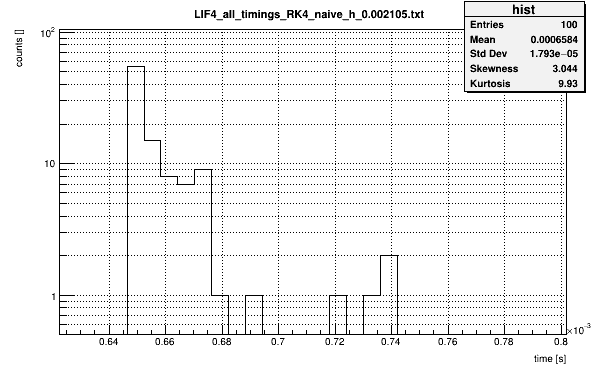 LIF4_all_timings_RK4_naive_h_0.002105.txt
hist
Entries 100
Mean 0.0006584
Std Dev 1.793e−05
Skewness 3.044
Kurtosis 9.93
counts []
10²
10
1
0.64 0.66 0.68 0.7 0.72 0.74 0.76 0.78 0.8
×10⁻³
time [s]